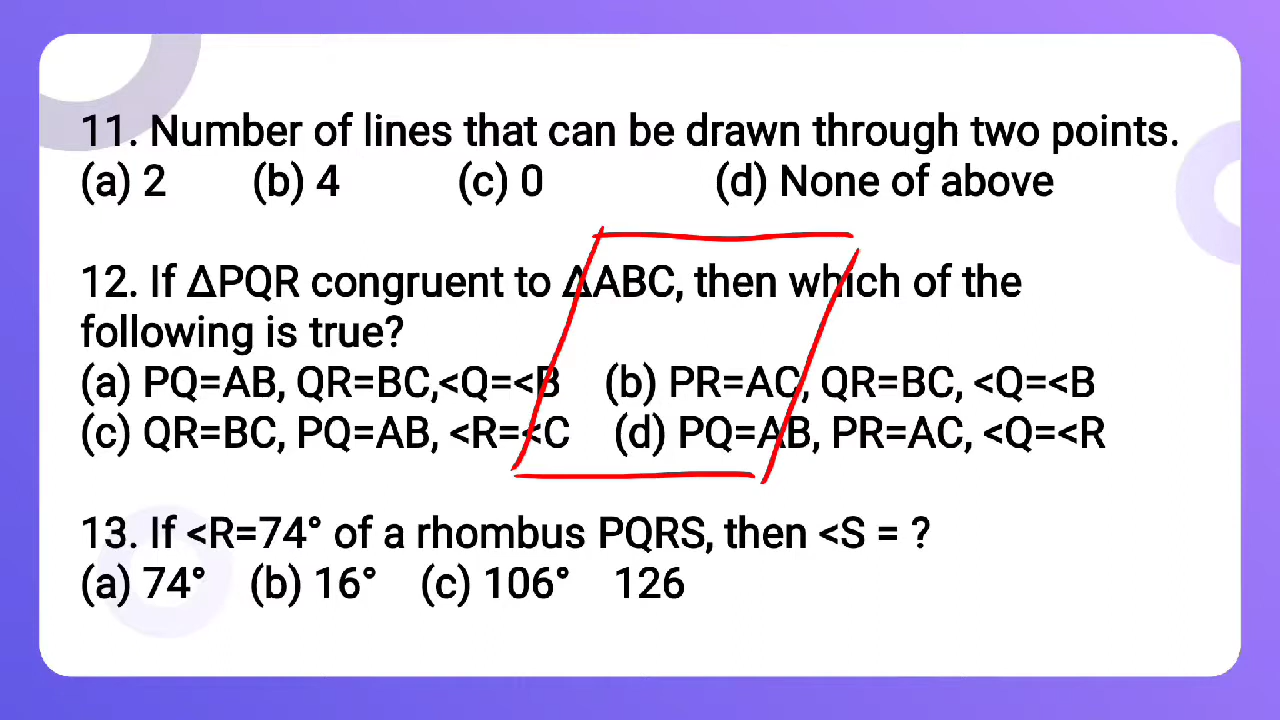 11. Number of lines that can be drawn through two points.
(a) 2 (b) 4 (c) 0 (d) None of above
12. If ΔPQR congruent to ΔABC, then which of the
following is true?
(a) PQ=AB, QR=BC,<Q=<B (b) PR=AC, QR=BC, <Q=<B
(c) QR=BC, PQ=AB, <R=<C (d) PQ=AB, PR=AC, <Q=<R
13. If <R=74° of a rhombus PQRS, then <S = ?
(a) 74° (b) 16° (c) 106° 126